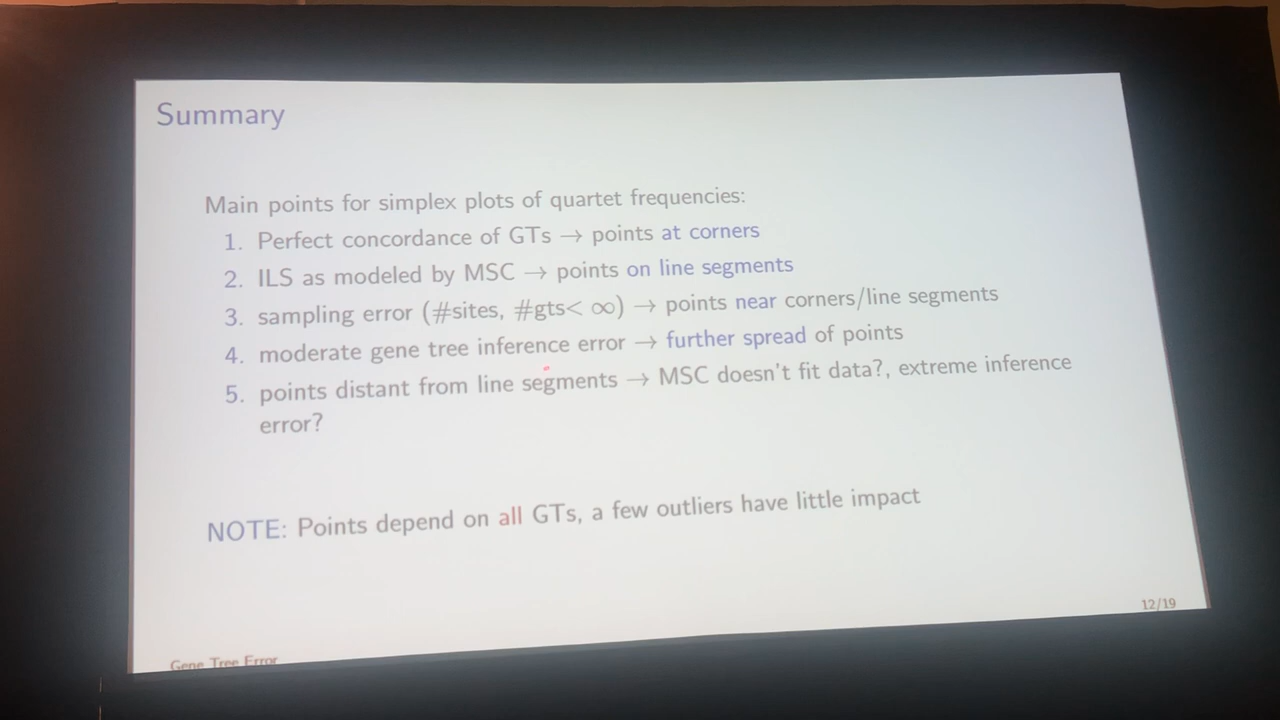 Summary
Main points for simplex plots of quartet frequencies:
1. Perfect concordance of GTs → points at corners
2. ILS as modeled by MSC → points on line segments
3. sampling error (#sites, #gts< ∞) → points near corners/line segments
4. moderate gene tree inference error → further spread of points
5. points distant from line segments → MSC doesn't fit data?, extreme inference
error?
NOTE: Points depend on all GTs, a few outliers have little impact
12/19
Gene Tree Error